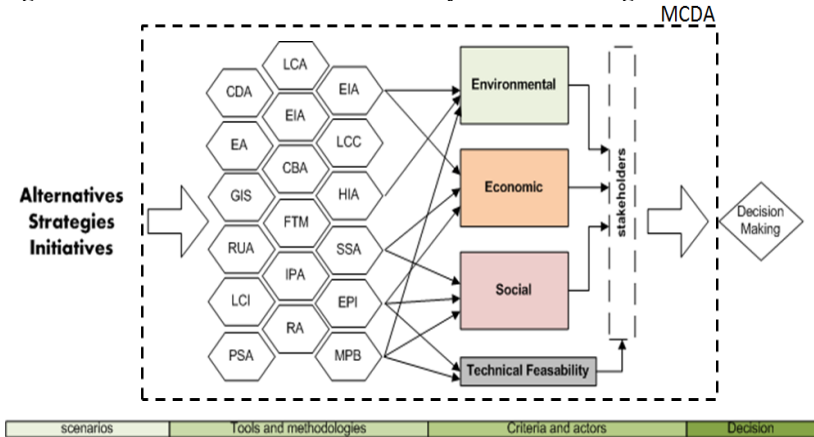 MCDA
Alternatives
Strategies
Initiatives
LCA
CDA
EIA
EIA
EA
LCC
CBA
GIS
HIA
FTM
RUA
SSA
IPA
LCI
EPI
RA
PSA
MPB
Environmental
Economic
Social
Technical Feasability
stakeholders
Decision
Making
scenarios
Tools and methodologies
Criteria and actors
Decision